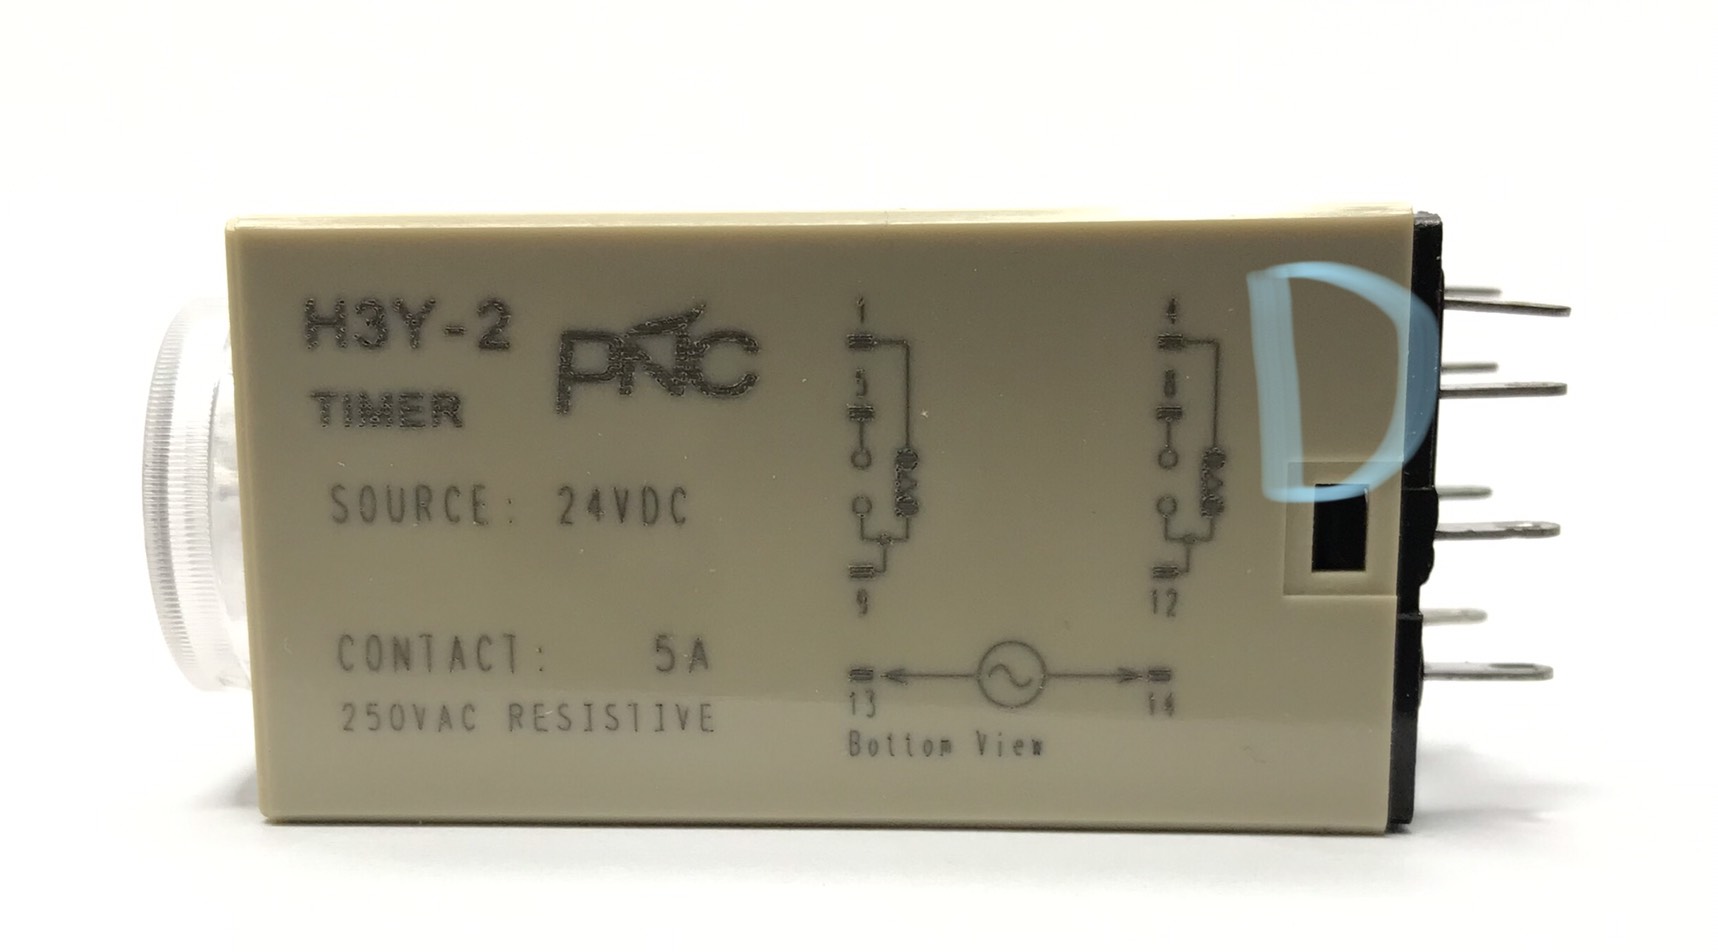 H3Y-2
PNC
TIMER
SOURCE: 24VDC
CONTACT: 5A
250VAC RESISTIVE
1
4
5
8
9
12
13
14
Bottom View
D